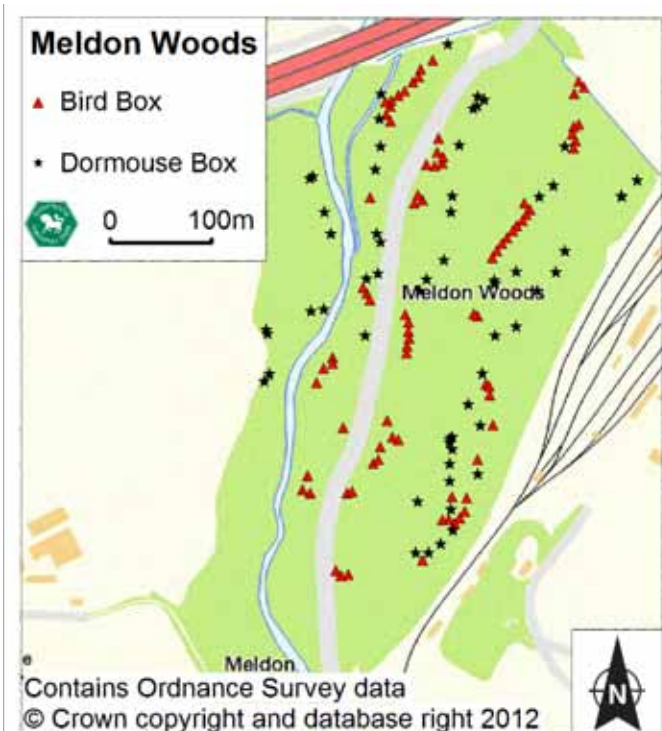 Meldon Woods
Bird Box
Dormouse Box
0 100m
Meldon Woods
e
Meldon
Contains Ordnance Survey data
© Crown copyright and database right 2012
N